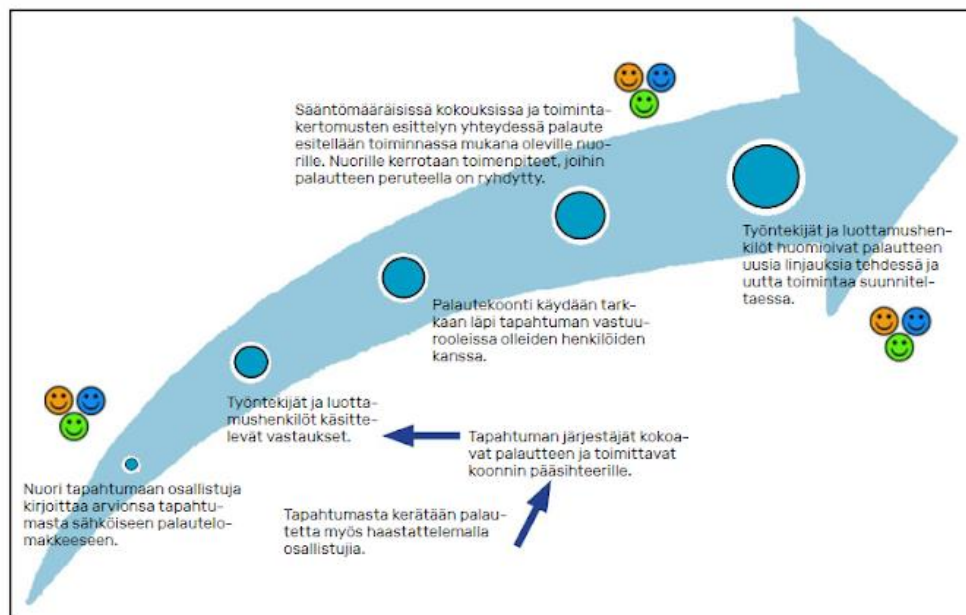 Sääntömääräisissä kokouksissa ja toiminta-
kertomusten esittelyn yhteydessä palaute
esitellään toiminnassa mukana oleville nuo-
rille. Nuorille kerrotaan toimenpiteet, joihin
palautteen peruteella on ryhdytty.
Työntekijät ja luottamushen-
kilöt huomioivat palautteen
uusia linjauksia tehdessä ja
uutta toimintaa suunnitel-
taessa.
Palautekoonti käydään tark-
kaan läpi tapahtuman vastuu-
rooleissa olleiden henkilöiden
kanssa.
Työntekijät ja luotta-
mushenkilöt käsitte-
levät vastaukset.
Tapahtuman järjestäjät kokoa-
vat palautteen ja toimittavat
koonnin pääsihteerille.
Nuori tapahtumaan osallistuja
kirjoittaa arvionsa tapahtu-
masta sähköiseen palautelo-
makkeeseen.
Tapahtumasta kerätään palau-
tetta myös haastattelemalla
osallistujia.